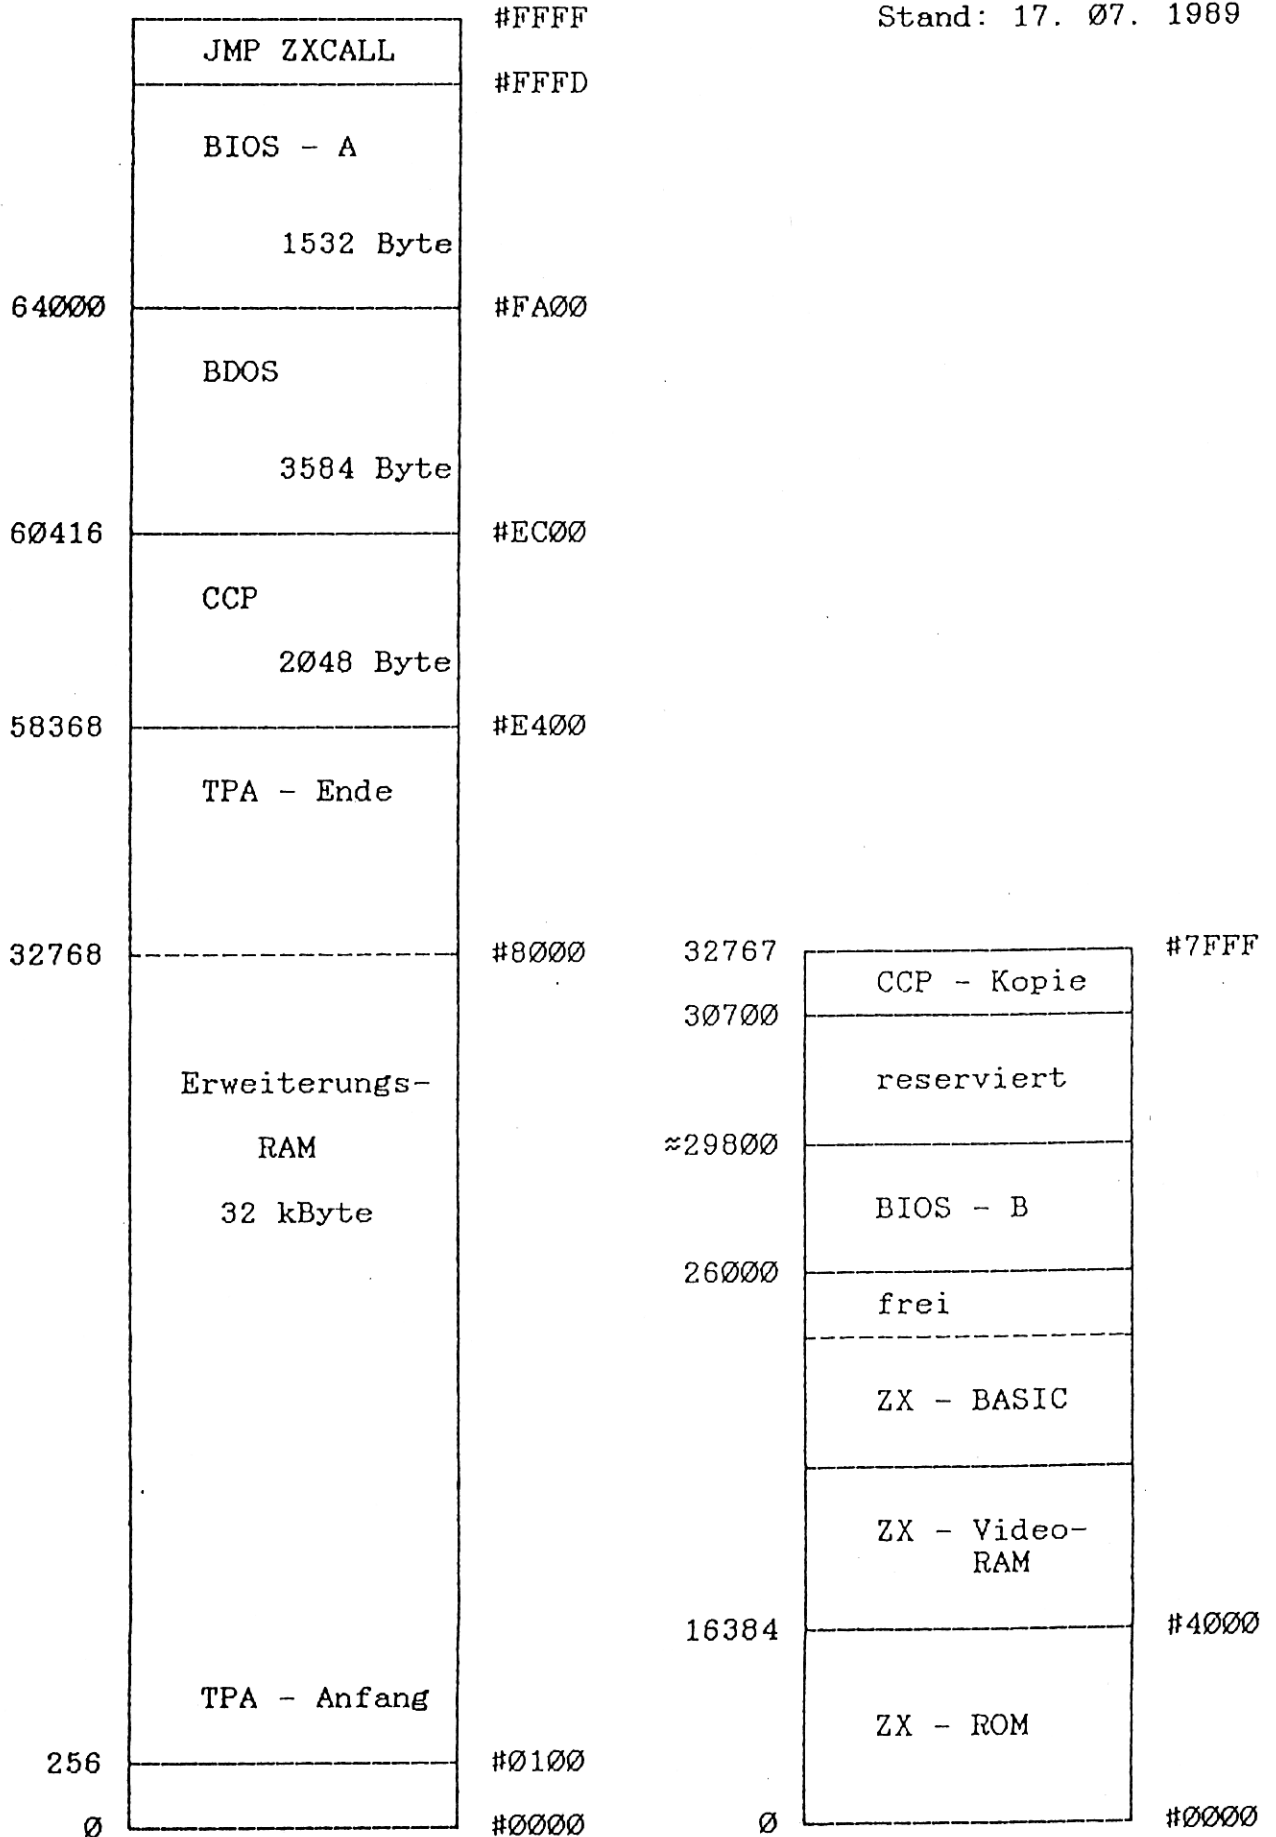 #FFFF
Stand: 17. Ø7. 1989
JMP ZXCALL
#FFFD
BIOS - A
1532 Byte
64ØØØ
#FAØØ
BDOS
3584 Byte
6Ø416
#ECØØ
CCP
2Ø48 Byte
58368
#E4ØØ
TPA - Ende
32768
#8ØØØ
Erweiterungs-
RAM
32 kByte
TPA - Anfang
256
#Ø1ØØ
Ø
#ØØØØ
32767
#7FFF
CCP - Kopie
3Ø7ØØ
reserviert
≈298ØØ
BIOS - B
26ØØØ
frei
ZX - BASIC
ZX - Video-
RAM
16384
#4ØØØ
ZX - ROM
Ø
#ØØØØ